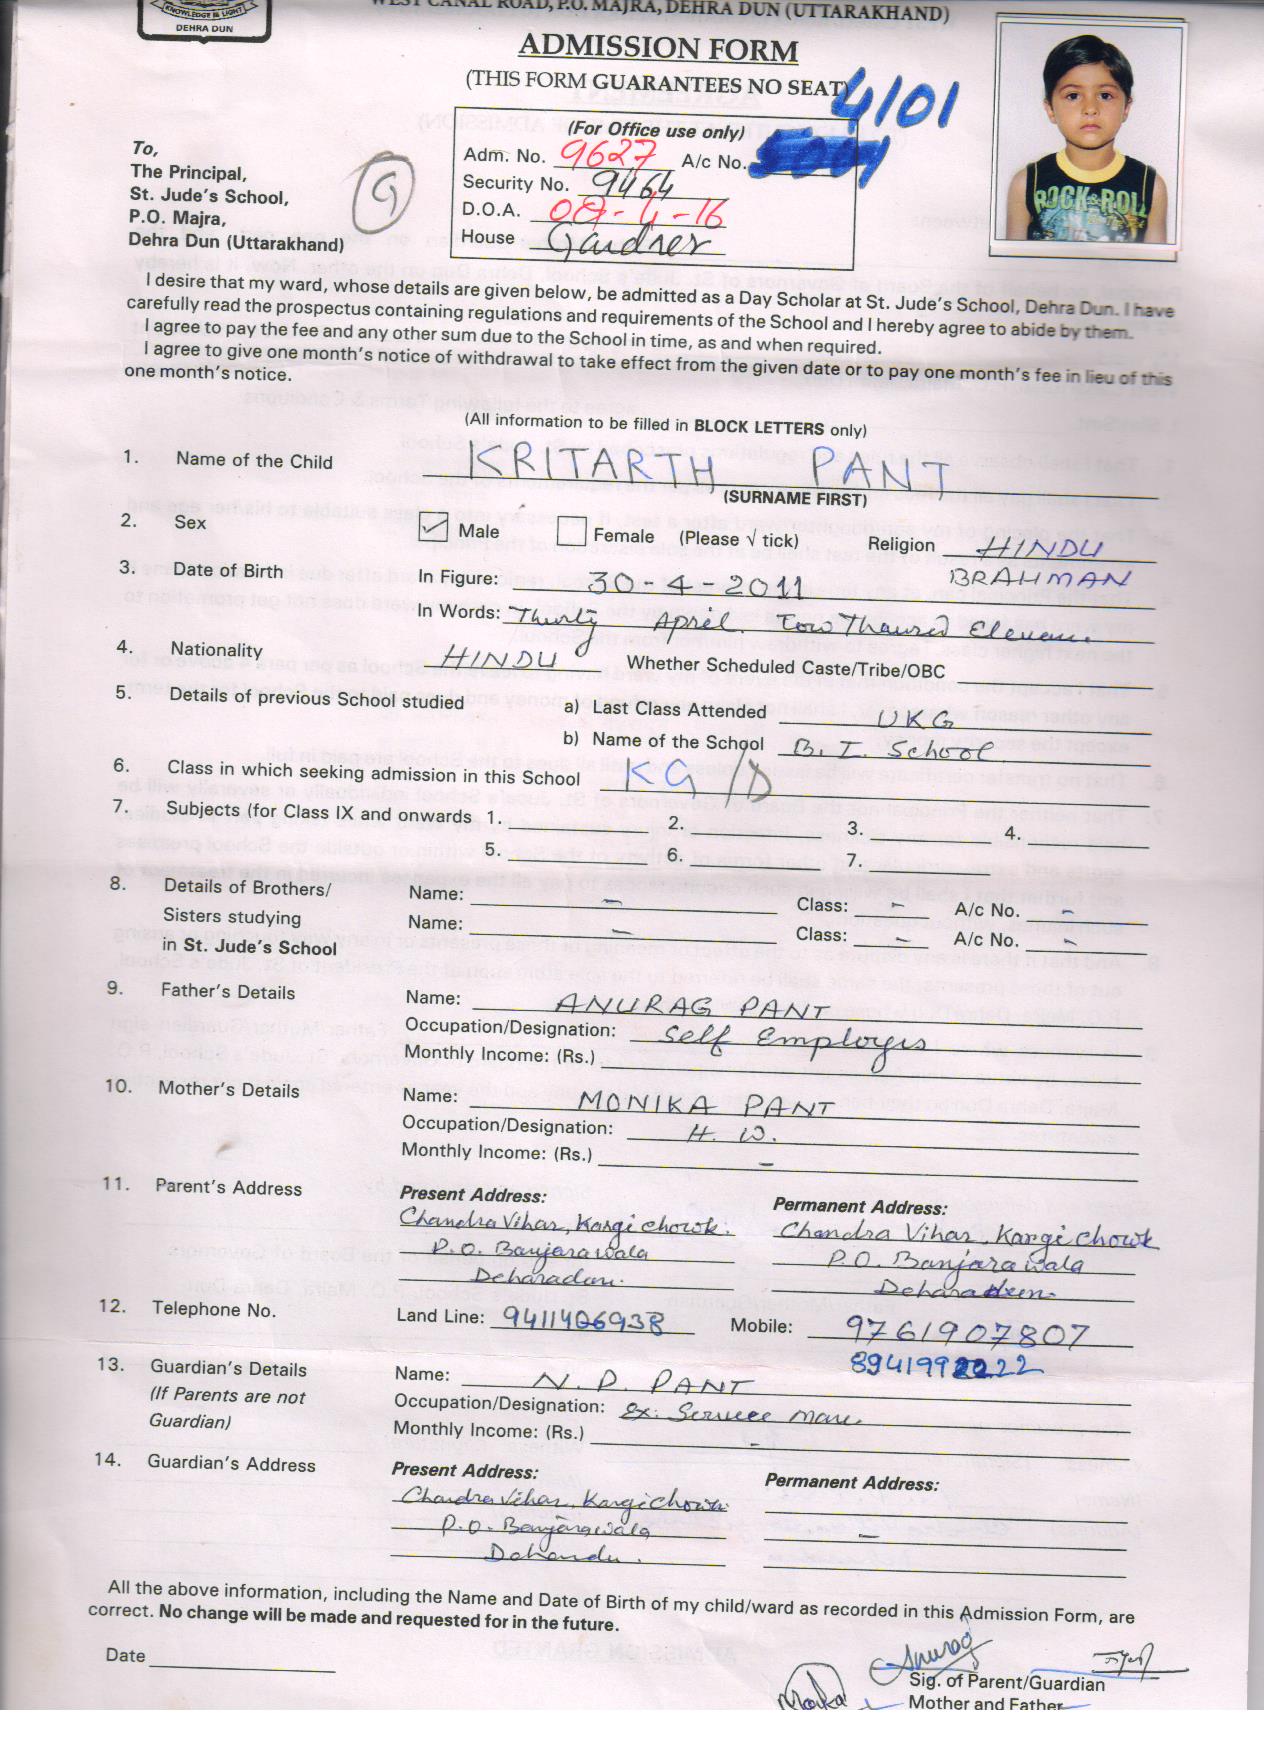 KNOWLEDGE IS LIGHT
DEHRA DUN
WEST CANAL ROAD, P.O. MAJRA, DEHRA DUN (UTTARAKHAND)
ADMISSION FORM
(THIS FORM GUARANTEES NO SEAT)
4101
(For Office use only)
Adm. No. 9627 A/c No.
Security No. 9464
D.O.A. 08-4-16
House Gardner
To,
The Principal,
St. Jude's School,
P.O. Majra,
Dehra Dun (Uttarakhand)
G
ROCK & ROLL
I desire that my ward, whose details are given below, be admitted as a Day Scholar at St. Jude's School, Dehra Dun. I have
carefully read the prospectus containing regulations and requirements of the School and I hereby agree to abide by them.
I agree to pay the fee and any other sum due to the School in time, as and when required.
I agree to give one month's notice of withdrawal to take effect from the given date or to pay one month's fee in lieu of this
one month's notice.
(All information to be filled in BLOCK LETTERS only)
1. Name of the Child KRITARTH PANT
(SURNAME FIRST)
2. Sex Male Female (Please √ tick) Religion HINDU
BRAHMAN
3. Date of Birth In Figure: 30-4-2011
In Words: Thirty April Tow Thaused Elevan.
4. Nationality HINDU Whether Scheduled Caste/Tribe/OBC
5. Details of previous School studied a) Last Class Attended UKG
b) Name of the School B. I. School
6. Class in which seeking admission in this School KG/D
7. Subjects (for Class IX and onwards 1. 2. 3. 4.
5. 6. 7.
8. Details of Brothers/ Name: – Class: – A/c No. –
Sisters studying Name: – Class: – A/c No. –
in St. Jude's School
9. Father's Details Name: ANURAG PANT
Occupation/Designation: Self Employis
Monthly Income: (Rs.)
10. Mother's Details Name: MONIKA PANT
Occupation/Designation: H. W.
Monthly Income: (Rs.) –
11. Parent's Address Present Address: Permanent Address:
Chandra Vihar, Kargi chowk. Chandra Vihar, Kargi chowk
P.O. Banjarawala P.O. Banjarawala
Deharadun. Deharadun.
12. Telephone No. Land Line: 9411406938 Mobile: 9761907807
8941992222
13. Guardian's Details Name: N. D. PANT
(If Parents are not Occupation/Designation: Ex. Service man.
Guardian) Monthly Income: (Rs.) –
14. Guardian's Address Present Address: Permanent Address:
Chandra Vihar, Kargi chowk
P.O. Banjarawala –
Dehandu.
All the above information, including the Name and Date of Birth of my child/ward as recorded in this Admission Form, are
correct. No change will be made and requested for in the future.
Date
Anurag
Sig. of Parent/Guardian
Mother and Father